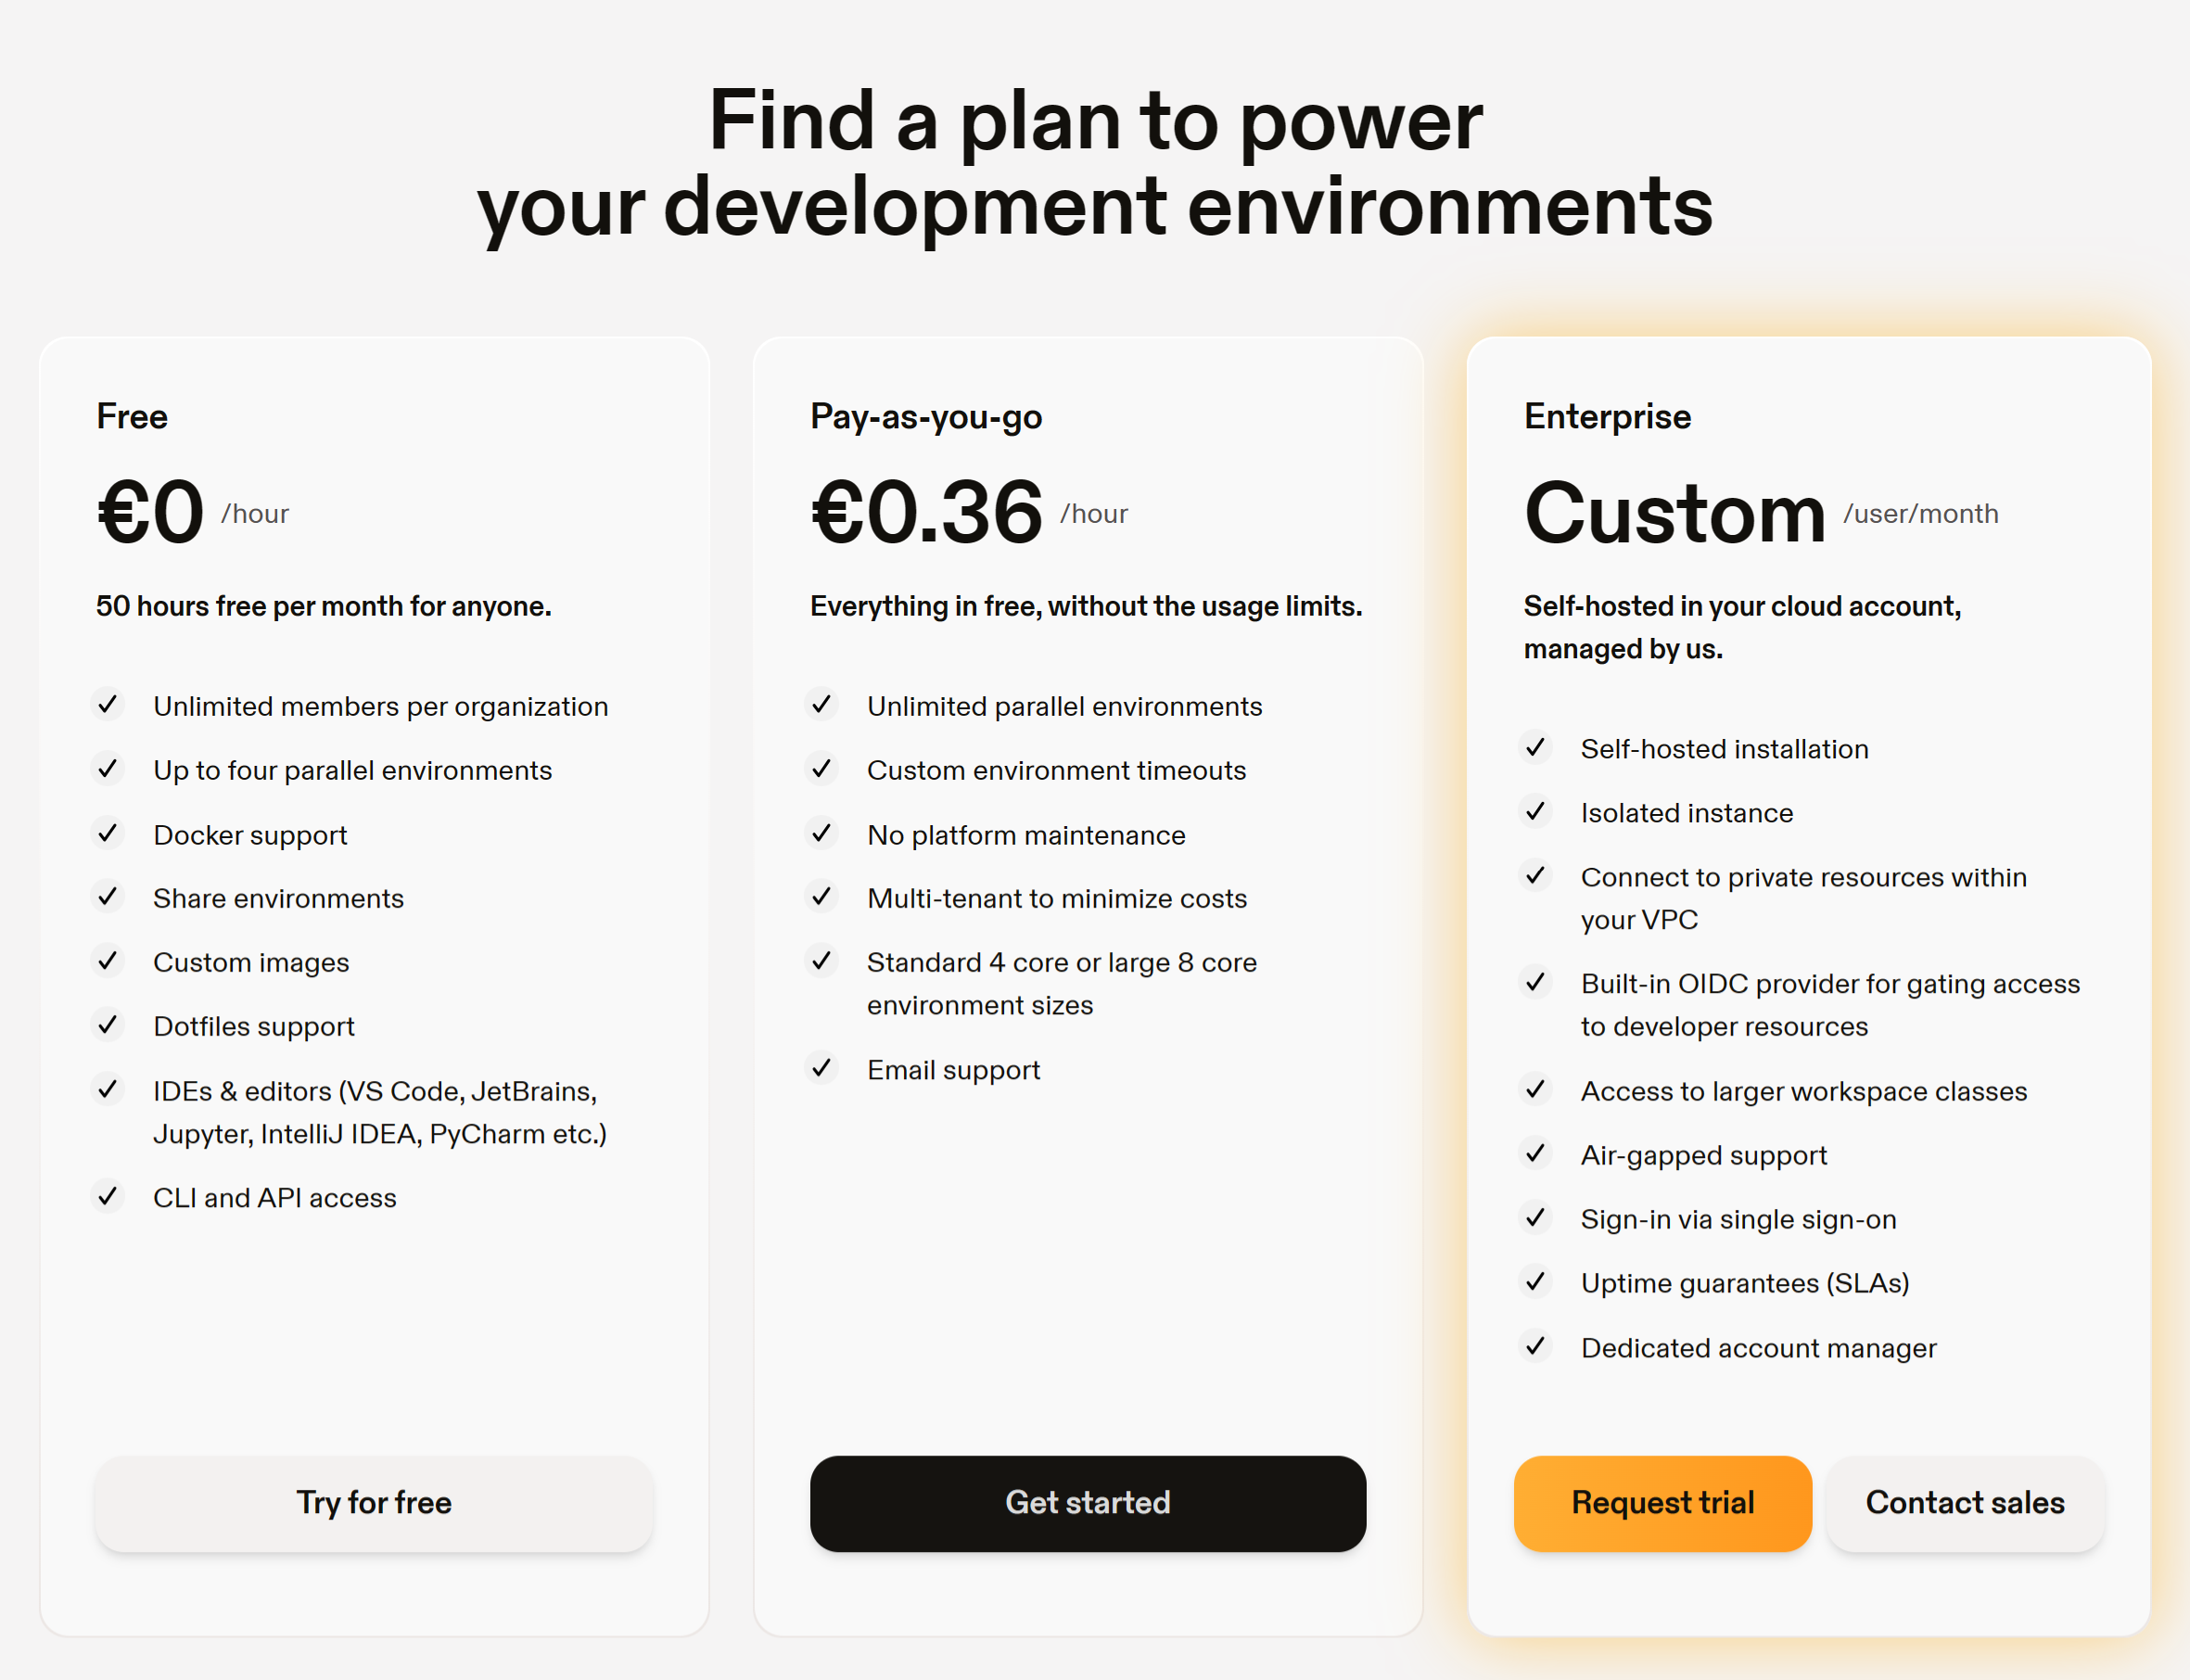 Find a plan to power
your development environments
Free
€0 /hour
50 hours free per month for anyone.
Unlimited members per organization
Up to four parallel environments
Docker support
Share environments
Custom images
Dotfiles support
IDEs & editors (VS Code, JetBrains,
Jupyter, IntelliJ IDEA, PyCharm etc.)
CLI and API access
Try for free
Pay-as-you-go
€0.36 /hour
Everything in free, without the usage limits.
Unlimited parallel environments
Custom environment timeouts
No platform maintenance
Multi-tenant to minimize costs
Standard 4 core or large 8 core
environment sizes
Email support
Get started
Enterprise
Custom /user/month
Self-hosted in your cloud account,
managed by us.
Self-hosted installation
Isolated instance
Connect to private resources within
your VPC
Built-in OIDC provider for gating access
to developer resources
Access to larger workspace classes
Air-gapped support
Sign-in via single sign-on
Uptime guarantees (SLAs)
Dedicated account manager
Request trial
Contact sales